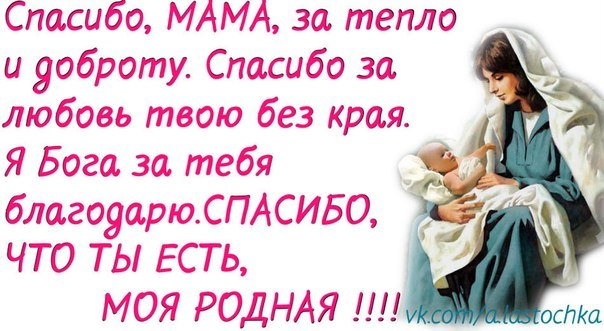 Спасибо, МАМА, за тепло
и доброту. Спасибо за
любовь твою без края.
Я Бога за тебя
благодарю.СПАСИБО,
ЧТО ТЫ ЕСТЬ,
МОЯ РОДНАЯ !!!!
vk.com/a.lastochka